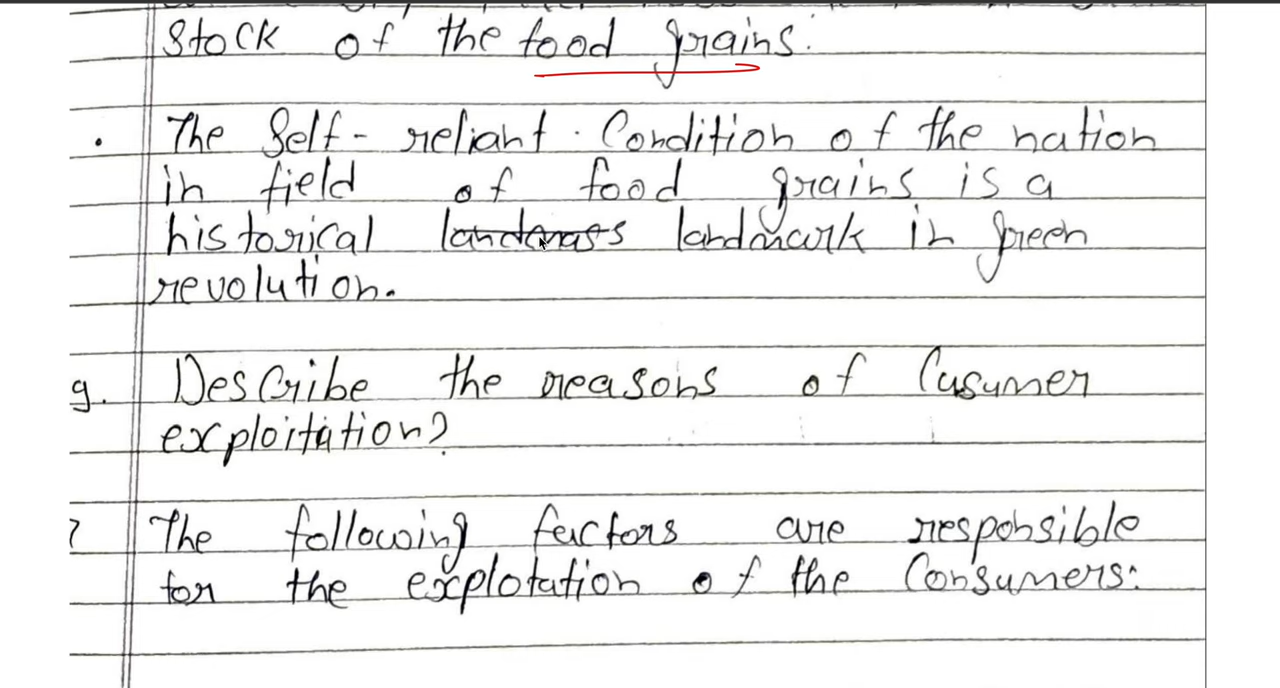 Stock of the food grains.
• The Self-reliant Condition of the nation
in field of food grains is a
historical landmark in green
revolution.
9. Describe the reasons of Cusumer
exploitation?
? The following factors are responsible
for the explotation of the Consumers: